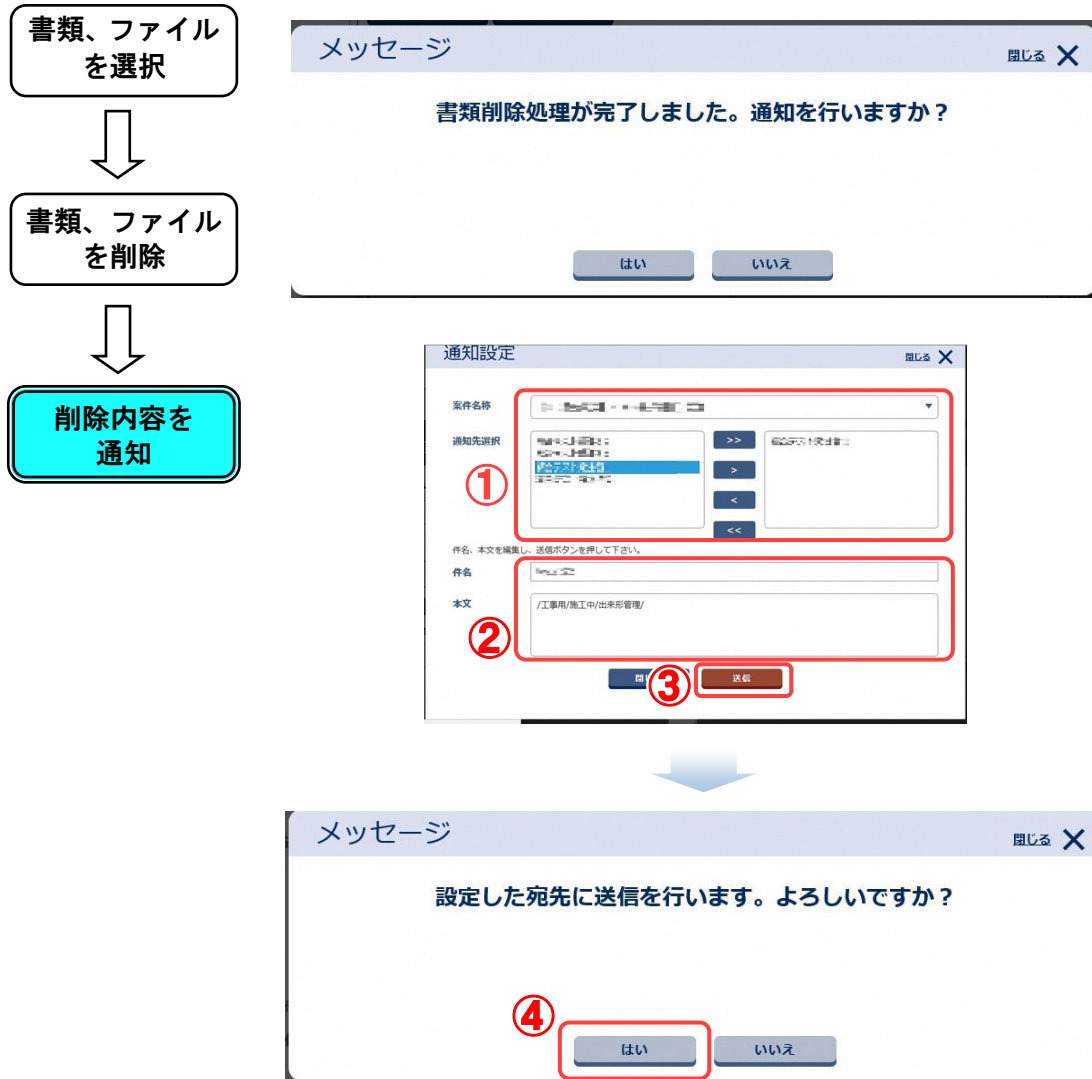 書類、ファイル
を選択
書類、ファイル
を削除
削除内容を
通知
メッセージ
閉じる
書類削除処理が完了しました。通知を行いますか？
はい
いいえ
通知設定
閉じる
案件名称
通知先選択
>>
>
<
<<
①
件名、本文を編集し、送信ボタンを押して下さい。
件名
本文
/工事用/施工中/出来形管理/
②
③
送信
メッセージ
閉じる
設定した宛先に送信を行います。よろしいですか？
④
はい
いいえ